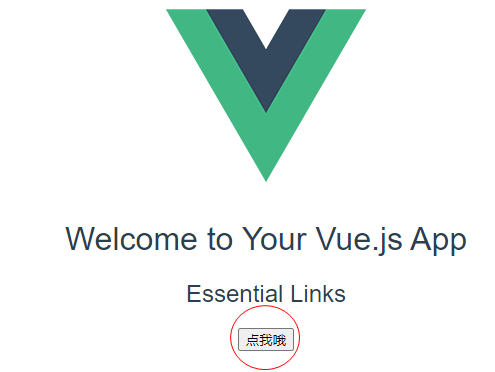 Welcome to Your Vue.js App
Essential Links
点我哦